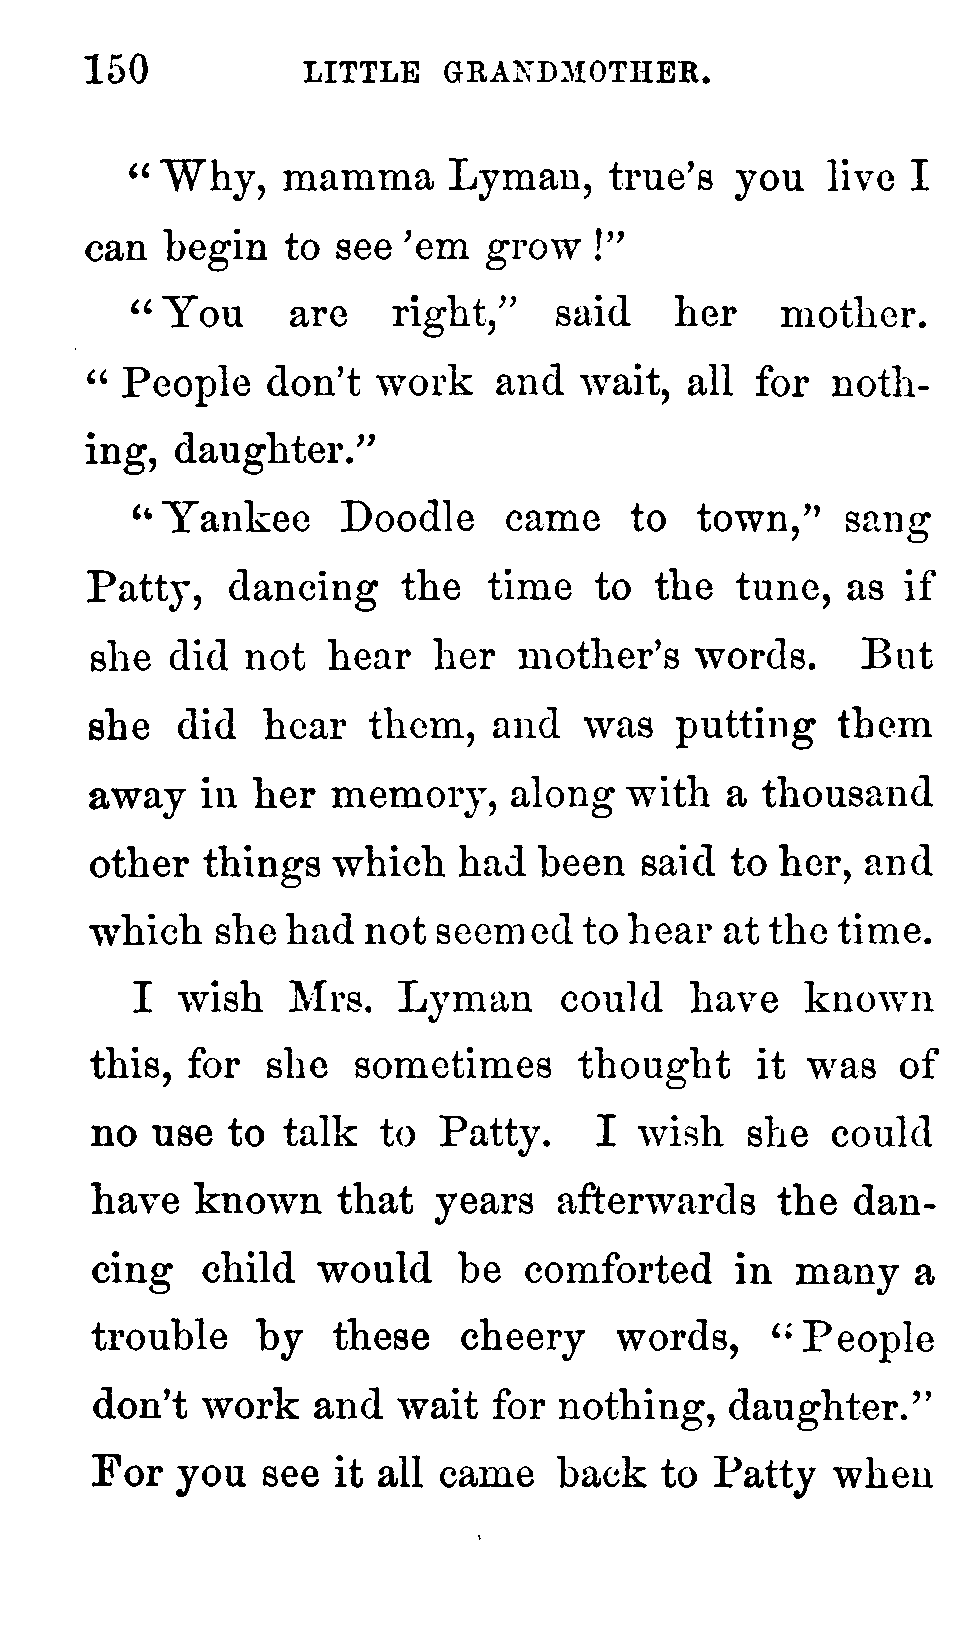 150 LITTLE GRANDMOTHER.
“Why, mamma Lyman, true’s you live I
can begin to see ’em grow!”
“You are right,” said her mother.
“People don’t work and wait, all for noth-
ing, daughter.”
“Yankee Doodle came to town,” sang
Patty, dancing the time to the tune, as if
she did not hear her mother’s words. But
she did hear them, and was putting them
away in her memory, along with a thousand
other things which had been said to her, and
which she had not seemed to hear at the time.
I wish Mrs. Lyman could have known
this, for she sometimes thought it was of
no use to talk to Patty. I wish she could
have known that years afterwards the dan-
cing child would be comforted in many a
trouble by these cheery words, “People
don’t work and wait for nothing, daughter.”
For you see it all came back to Patty when